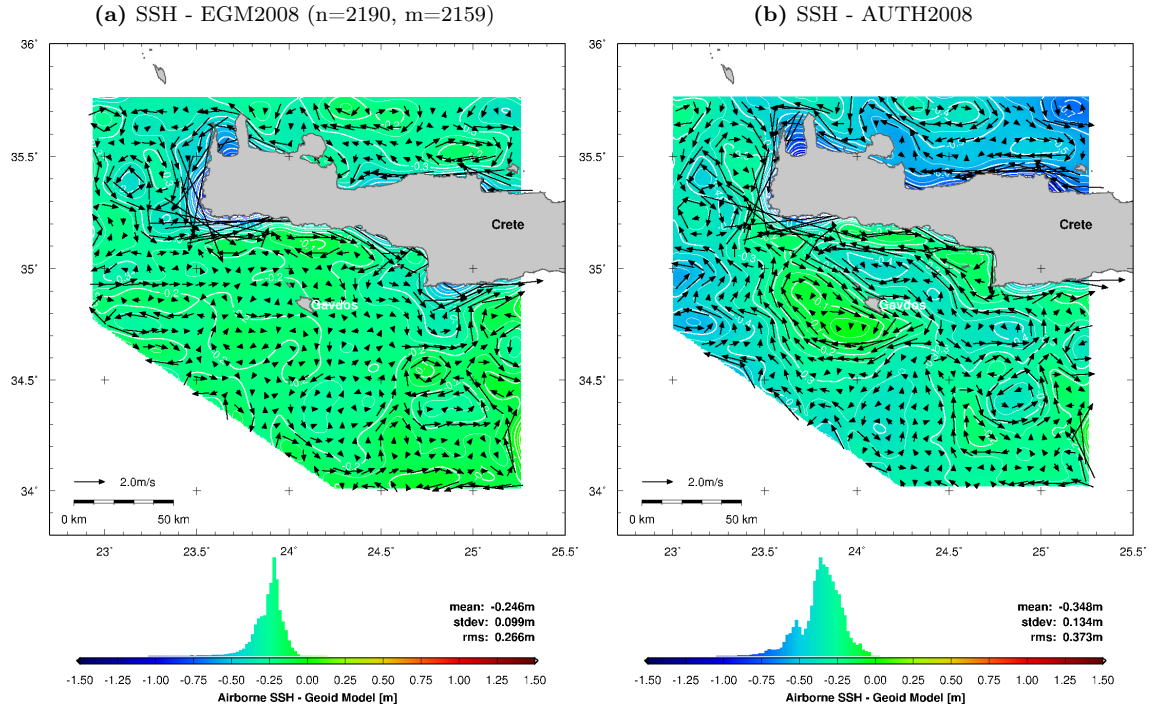 (a) SSH - EGM2008 (n=2190, m=2159)
(b) SSH - AUTH2008
36˚
35.5˚
35˚
34.5˚
34˚
Crete
Gavdos
2.0m/s
0 km 50 km
23˚ 23.5˚ 24˚ 24.5˚ 25˚ 25.5˚
mean: -0.246m
stdev: 0.099m
rms: 0.266m
-1.50 -1.25 -1.00 -0.75 -0.50 -0.25 0.00 0.25 0.50 0.75 1.00 1.25 1.50
Airborne SSH - Geoid Model [m]
36˚
35.5˚
35˚
34.5˚
34˚
Crete
Gavdos
2.0m/s
0 km 50 km
23˚ 23.5˚ 24˚ 24.5˚ 25˚ 25.5˚
mean: -0.348m
stdev: 0.134m
rms: 0.373m
-1.50 -1.25 -1.00 -0.75 -0.50 -0.25 0.00 0.25 0.50 0.75 1.00 1.25 1.50
Airborne SSH - Geoid Model [m]